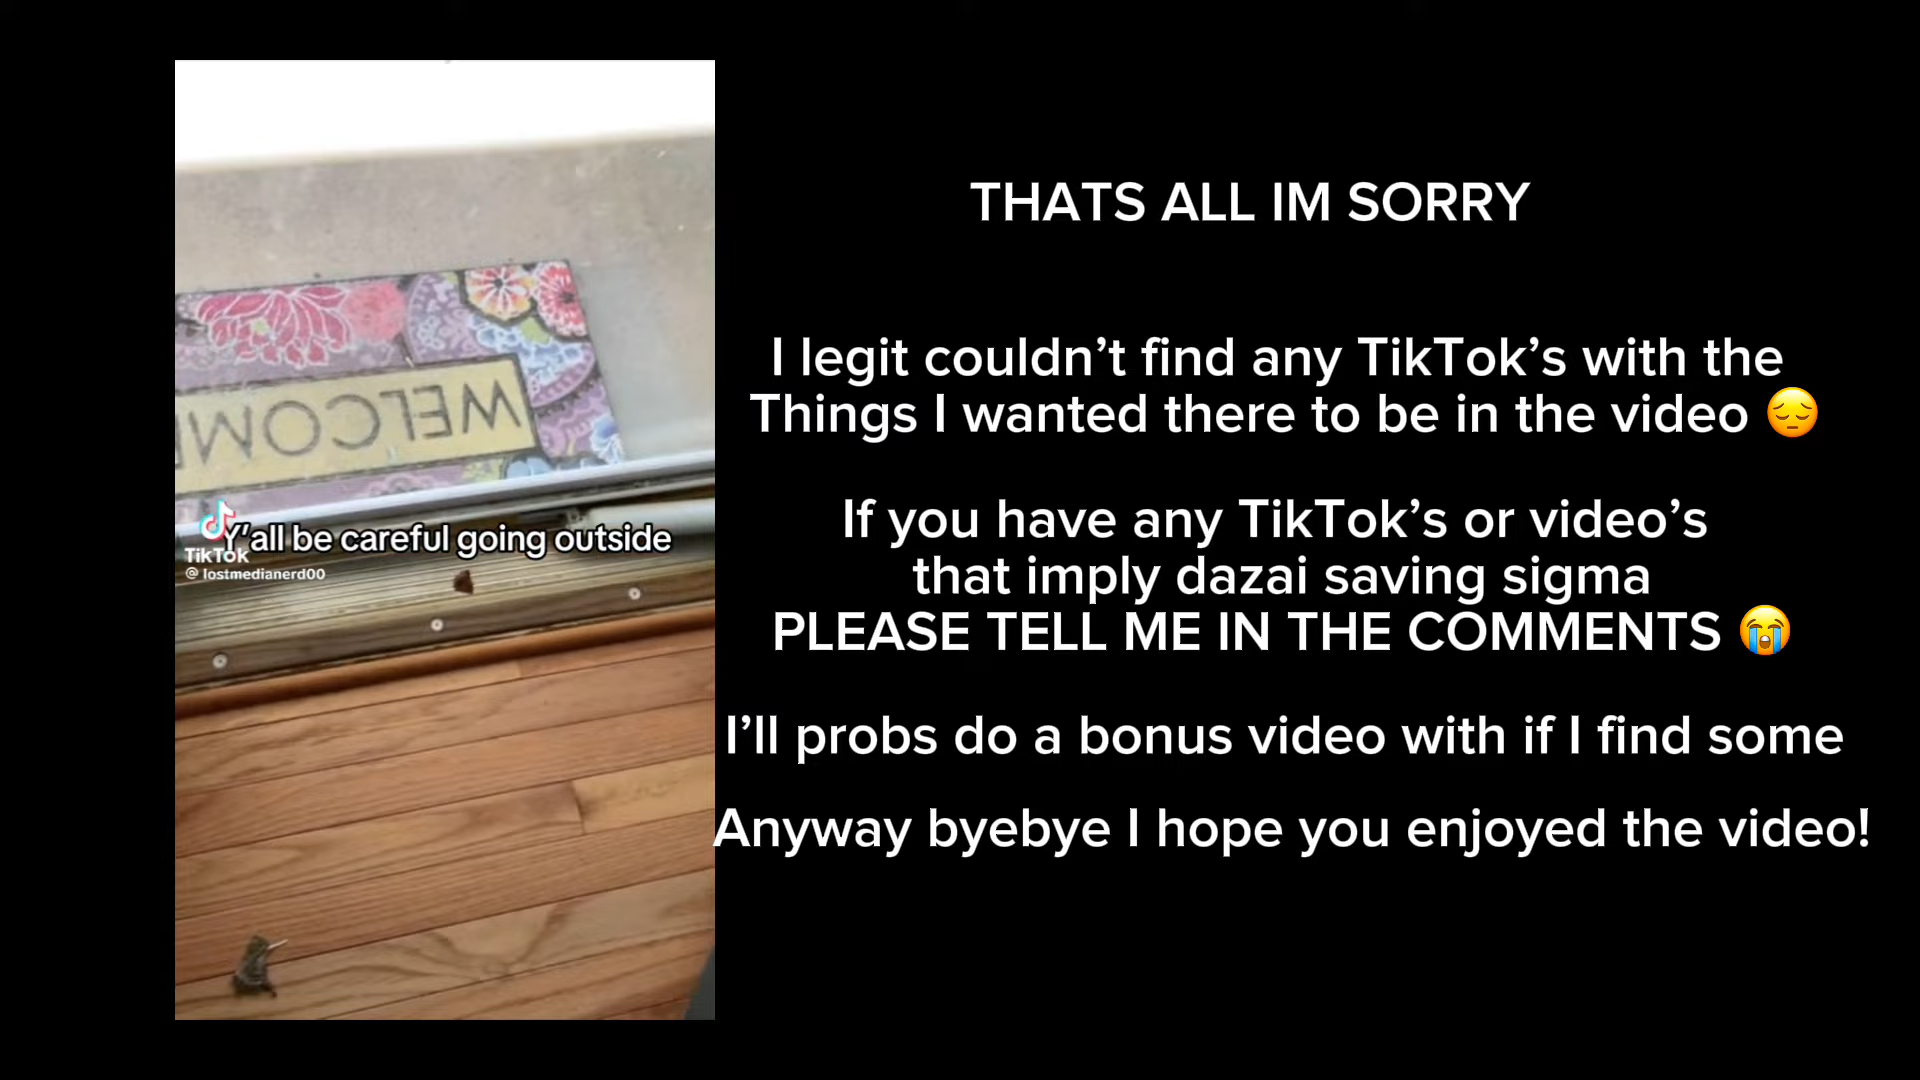 WELCOME
Y'all be careful going outside
TikTok
@ lostmedianerd00
THATS ALL IM SORRY
I legit couldn’t find any TikTok’s with the
Things I wanted there to be in the video 😔
If you have any TikTok’s or video’s
that imply dazai saving sigma
PLEASE TELL ME IN THE COMMENTS 😭
I’ll probs do a bonus video with if I find some
Anyway byebye I hope you enjoyed the video!